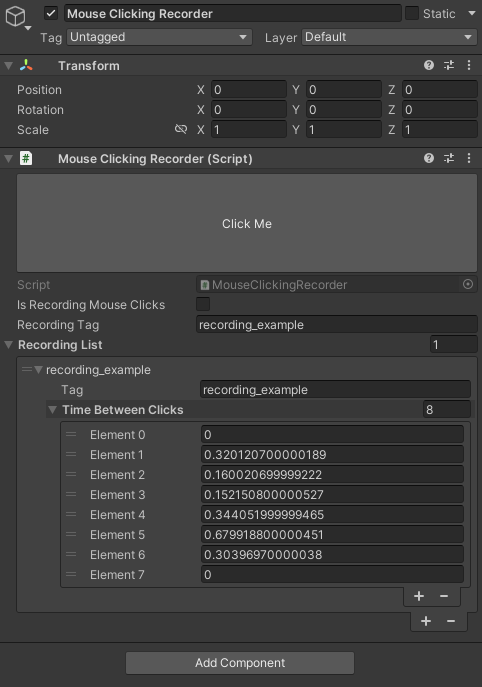 Mouse Clicking Recorder Static
Tag Untagged Layer Default
Transform
Position X 0 Y 0 Z 0
Rotation X 0 Y 0 Z 0
Scale X 1 Y 1 Z 1
# Mouse Clicking Recorder (Script)
Click Me
Script # MouseClickingRecorder
Is Recording Mouse Clicks
Recording Tag recording_example
Recording List 1
recording_example
Tag recording_example
Time Between Clicks 8
Element 0 0
Element 1 0.320120700000189
Element 2 0.160020699999222
Element 3 0.152150800000527
Element 4 0.344051999999465
Element 5 0.679918800000451
Element 6 0.30396970000038
Element 7 0
+ −
+ −
Add Component